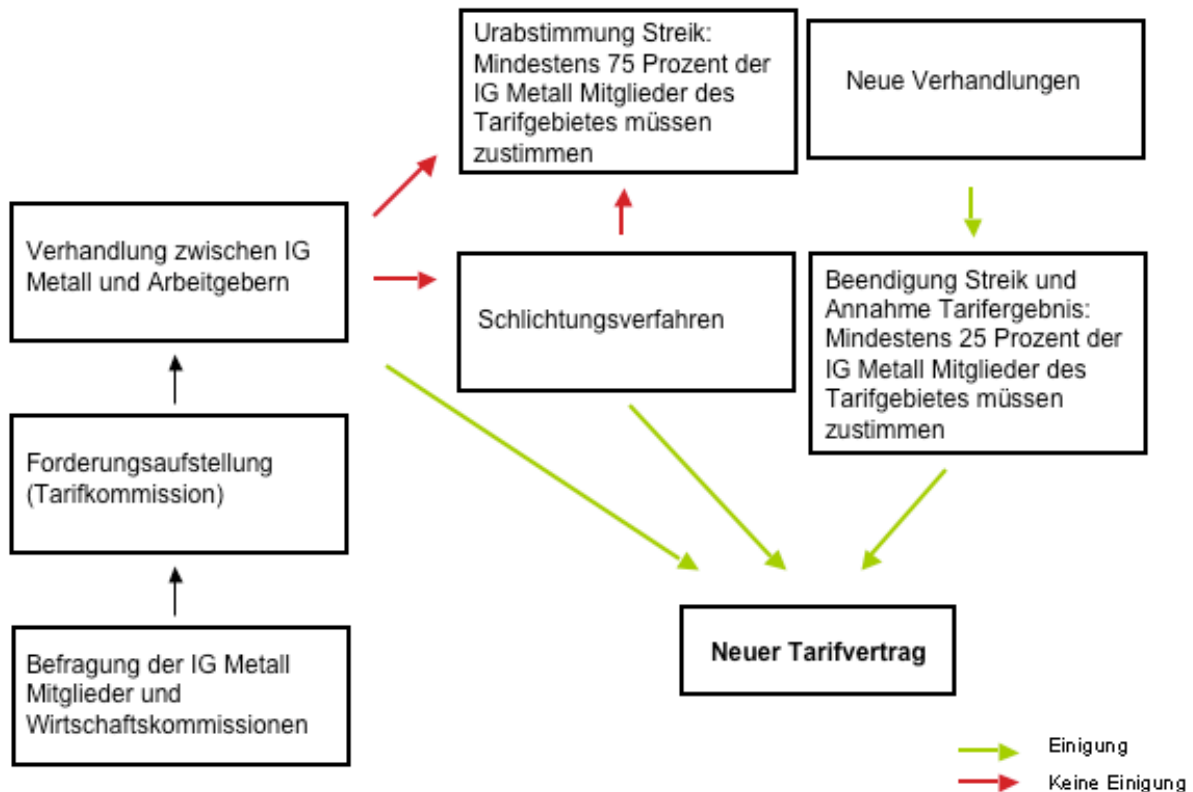 Urabstimmung Streik:
Mindestens 75 Prozent der
IG Metall Mitglieder des
Tarifgebietes müssen
zustimmen
Neue Verhandlungen
Verhandlung zwischen IG
Metall und Arbeitgebern
Schlichtungsverfahren
Beendigung Streik und
Annahme Tarifergebnis:
Mindestens 25 Prozent der
IG Metall Mitglieder des
Tarifgebietes müssen
zustimmen
Forderungsaufstellung
(Tarifkommission)
Befragung der IG Metall
Mitglieder und
Wirtschaftskommissionen
Neuer Tarifvertrag
Einigung
Keine Einigung